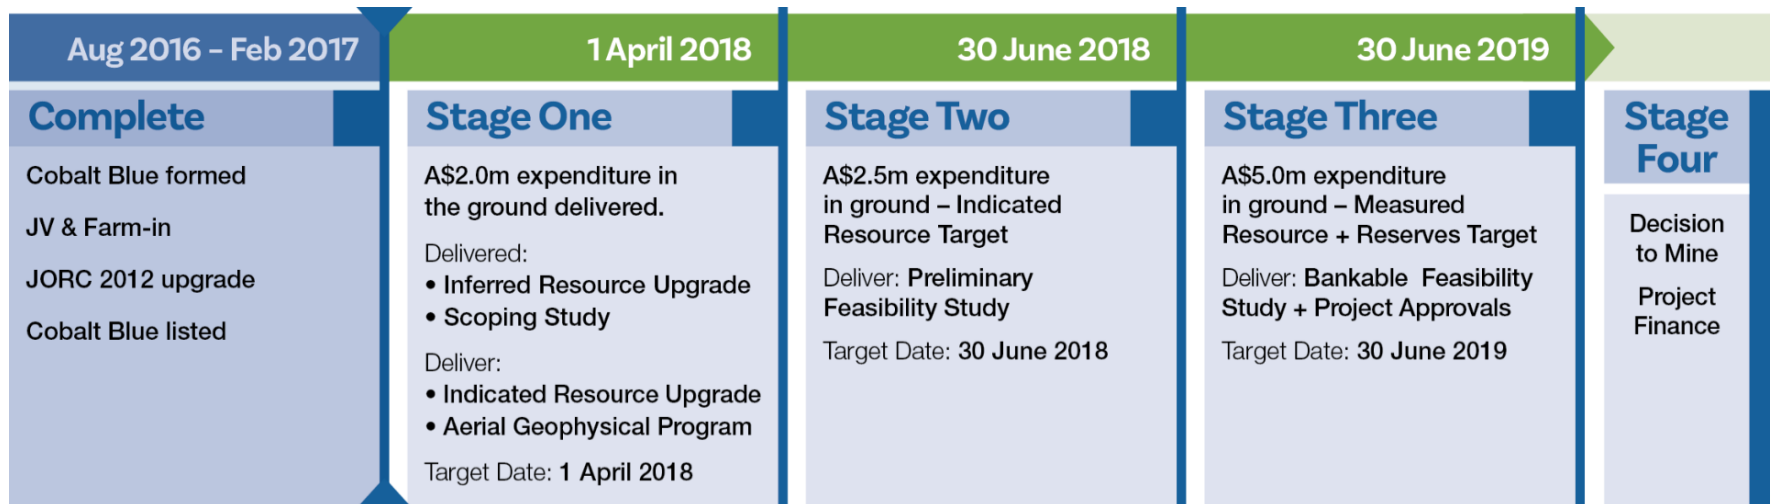 Aug 2016 – Feb 2017
1 April 2018
30 June 2018
30 June 2019
Complete
Cobalt Blue formed
JV & Farm-in
JORC 2012 upgrade
Cobalt Blue listed
Stage One
A$2.0m expenditure in
the ground delivered.
Delivered:
• Inferred Resource Upgrade
• Scoping Study
Deliver:
• Indicated Resource Upgrade
• Aerial Geophysical Program
Target Date: 1 April 2018
Stage Two
A$2.5m expenditure
in ground – Indicated
Resource Target
Deliver: Preliminary
Feasibility Study
Target Date: 30 June 2018
Stage Three
A$5.0m expenditure
in ground – Measured
Resource + Reserves Target
Deliver: Bankable Feasibility
Study + Project Approvals
Target Date: 30 June 2019
Stage
Four
Decision
to Mine
Project
Finance